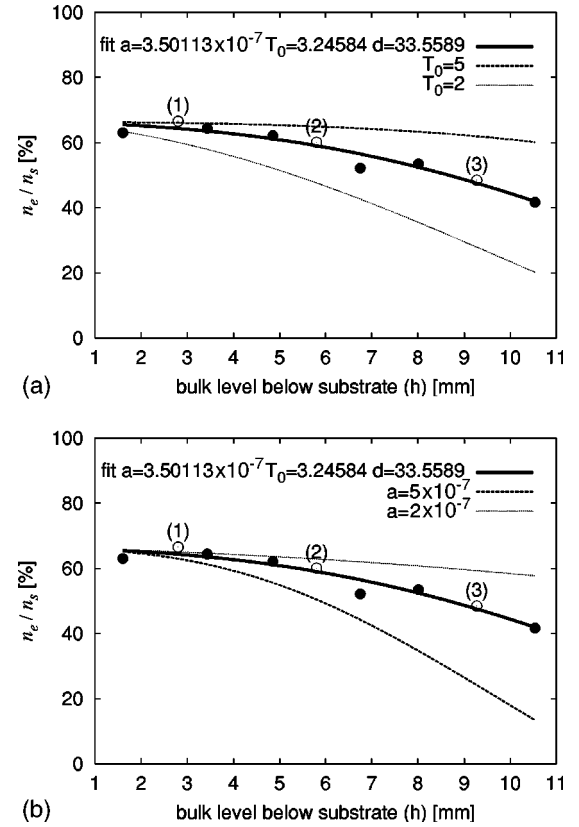 100
80
60
40
20
0
n_e / n_s [%]
fit a=3.50113x10^-7 T_0=3.24584 d=33.5589
T_0=5
T_0=2
(1)
(2)
(3)
1 2 3 4 5 6 7 8 9 10 11
bulk level below substrate (h) [mm]
(a)
100
80
60
40
20
0
n_e / n_s [%]
fit a=3.50113x10^-7 T_0=3.24584 d=33.5589
a=5x10^-7
a=2x10^-7
(1)
(2)
(3)
1 2 3 4 5 6 7 8 9 10 11
bulk level below substrate (h) [mm]
(b)